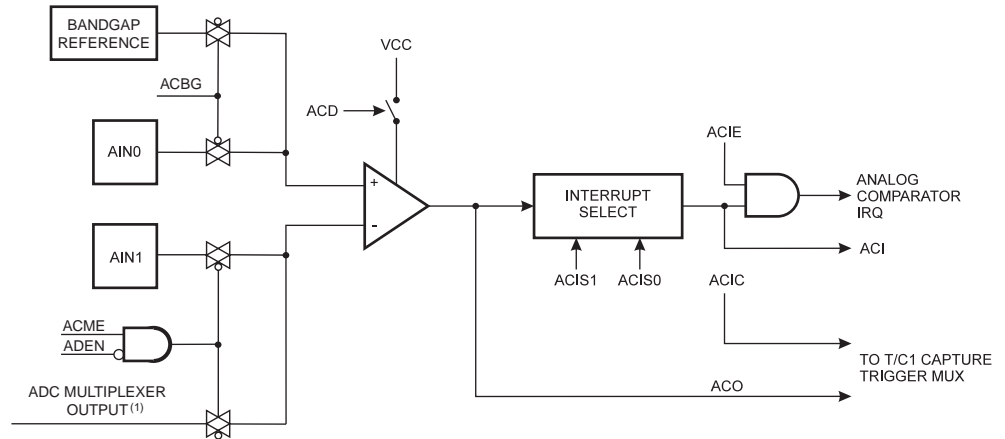 BANDGAP
REFERENCE
ACBG
AIN0
AIN1
ACME
ADEN
ADC MULTIPLEXER
OUTPUT(1)
VCC
ACD
+
-
INTERRUPT
SELECT
ACIS1 ACIS0
ACIE
ANALOG
COMPARATOR
IRQ
ACI
ACIC
TO T/C1 CAPTURE
TRIGGER MUX
ACO